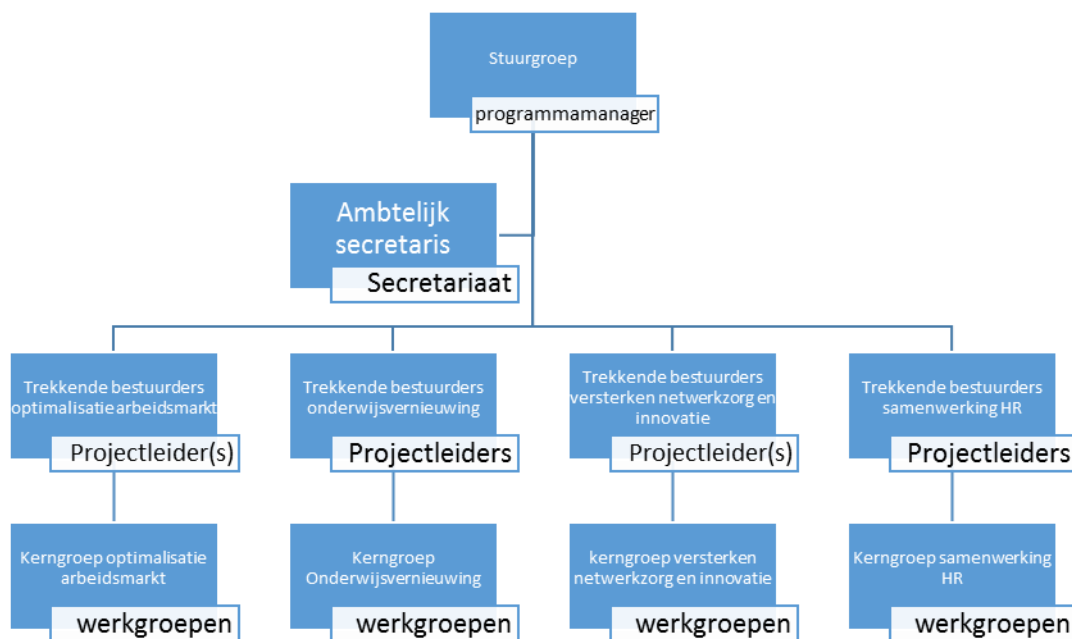 Stuurgroep
programmamanager
Ambtelijk
secretaris
Secretariaat
Trekkende bestuurders
optimalisatie arbeidsmarkt
Projectleider(s)
Trekkende bestuurders
onderwijsvernieuwing
Projectleiders
Trekkende bestuurders
versterken netwerkzorg en
innovatie
Projectleider(s)
Trekkende bestuurders
samenwerking HR
Projectleiders
Kerngroep optimalisatie
arbeidsmarkt
werkgroepen
Kerngroep
Onderwijsvernieuwing
werkgroepen
kerngroep versterken
netwerkzorg en innovatie
werkgroepen
Kerngroep samenwerking
HR
werkgroepen